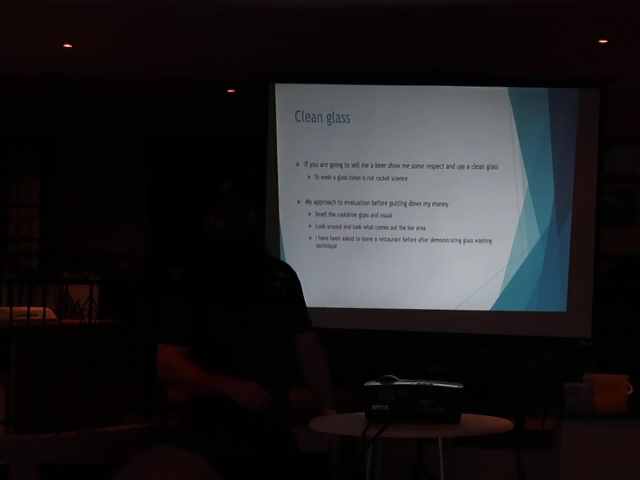 Clean glass
If you are going to sell me a beer show me some respect and use a clean glass
To wash a glass clean is not rocket science
My approach to evaluation before putting down my money
Smell the cooldrink glass and visual
Look around and look what comes out the bar area
I have been asked to leave a restaurant before after demonstrating glass washing
technique